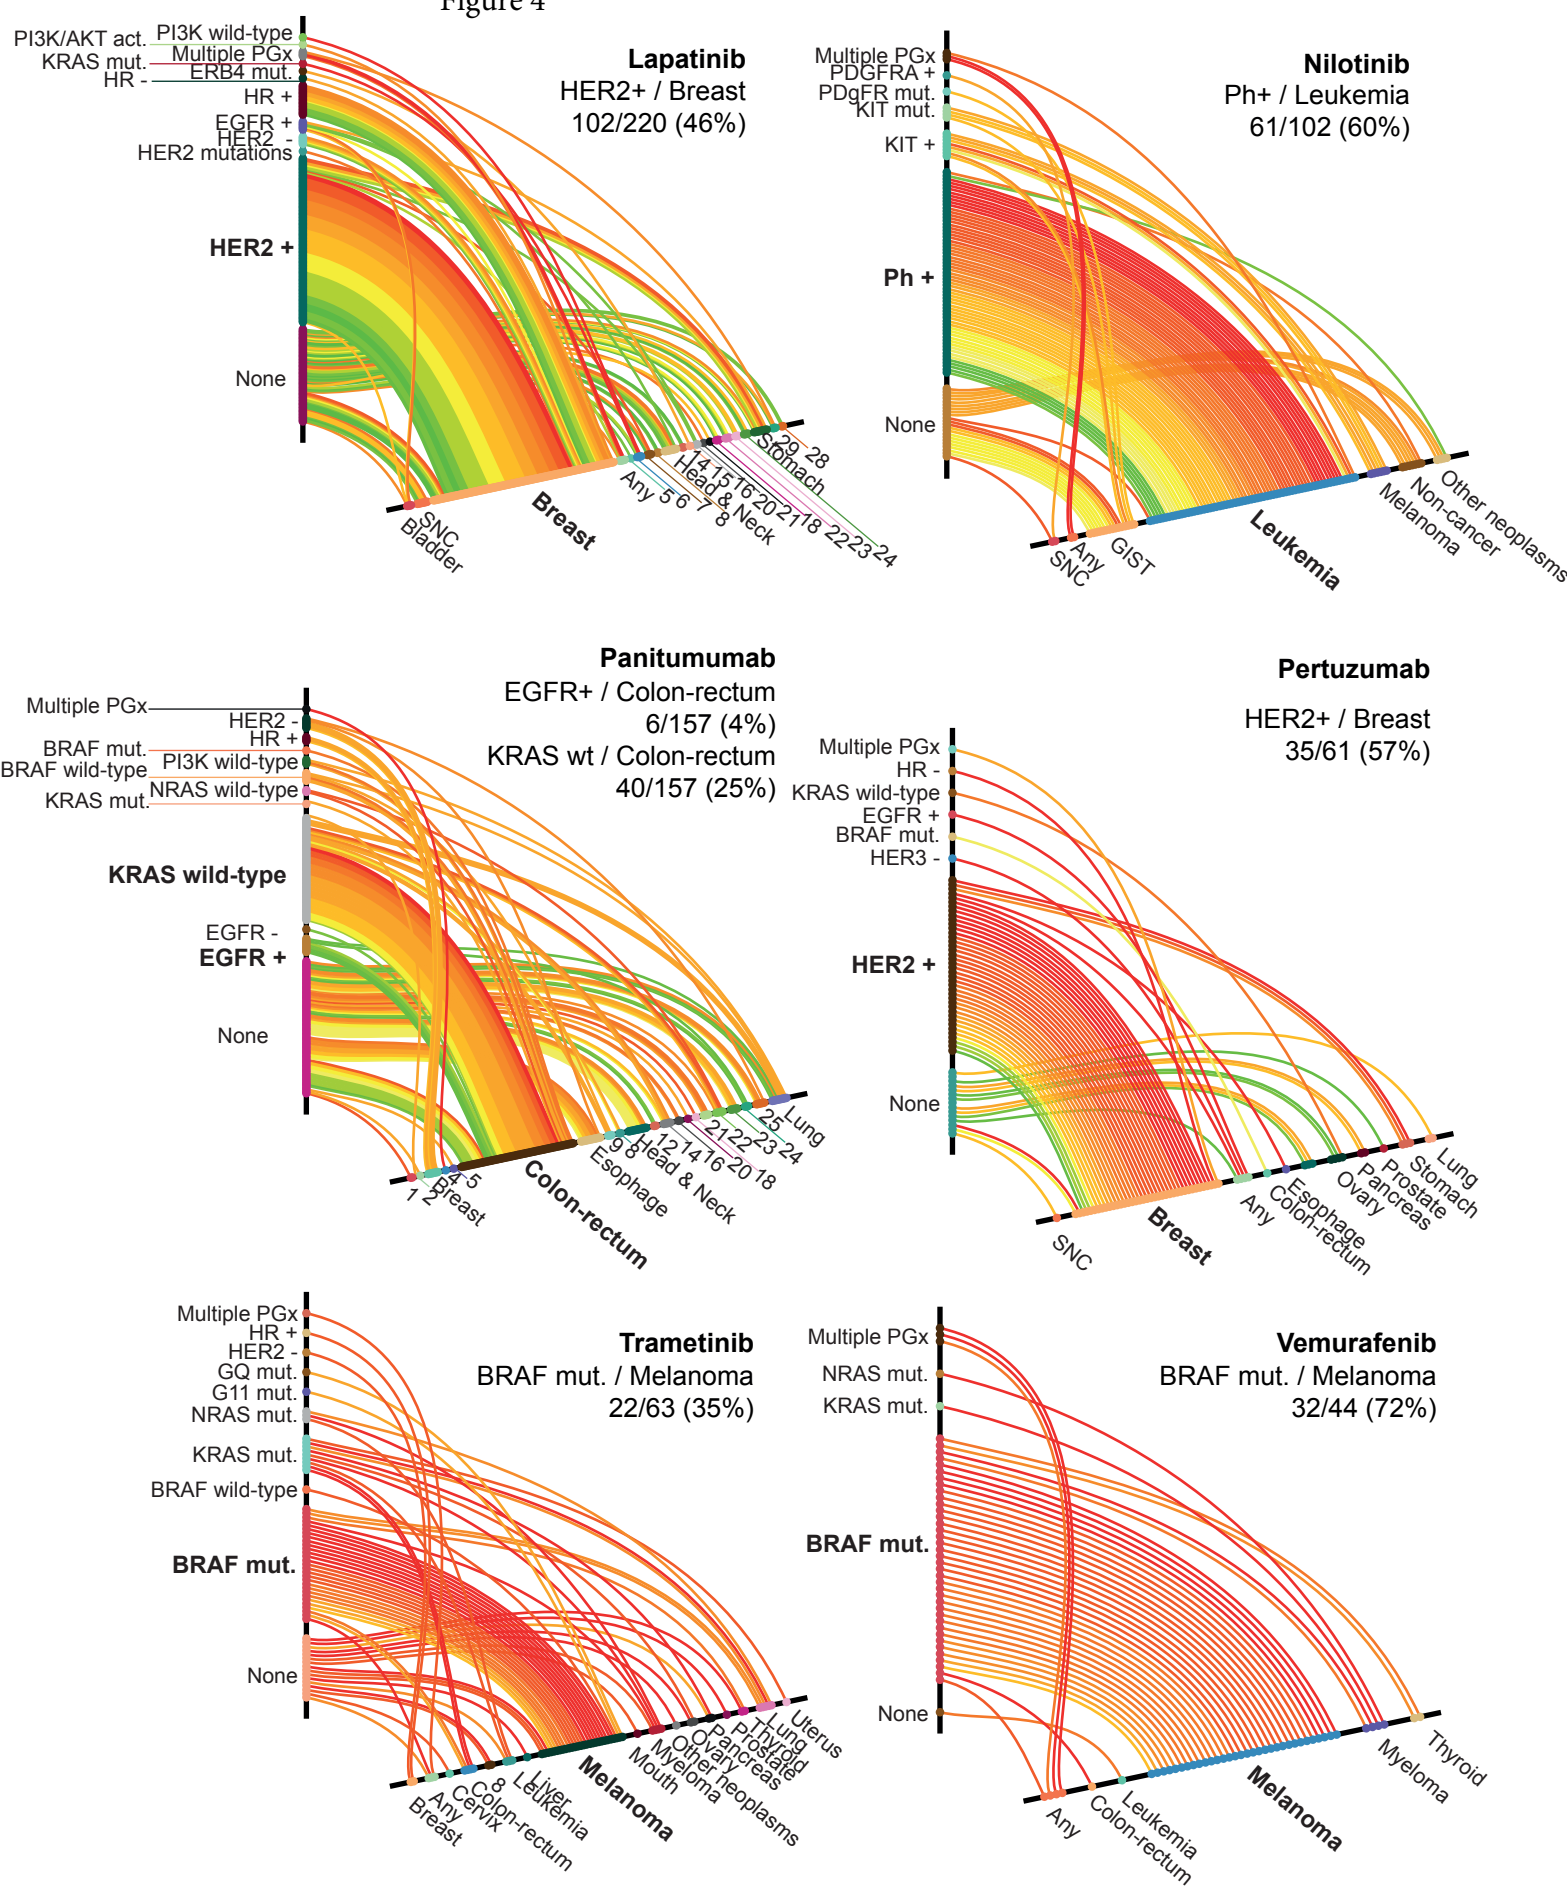 Figure 4
Lapatinib
HER2+ / Breast
102/220 (46%)
PI3K wild-type
PI3K/AKT act.
Multiple PGx
KRAS mut.
ERB4 mut.
HR -
HR +
EGFR +
HER2 -
HER2 mutations
HER2 +
None
Bladder
SNC
Breast
Any
5
6
7
8
Head & Neck
14
15
16
20
21
18
22
23
24
Stomach
29
28
Nilotinib
Ph+ / Leukemia
61/102 (60%)
Multiple PGx
PDGFRA +
PDgFR mut.
KIT mut.
KIT +
Ph +
None
SNC
Any
GIST
Leukemia
Melanoma
Non-cancer
Other neoplasms
Panitumumab
EGFR+ / Colon-rectum
6/157 (4%)
KRAS wt / Colon-rectum
40/157 (25%)
Multiple PGx
HER2 -
HR +
BRAF mut.
PI3K wild-type
BRAF wild-type
NRAS wild-type
KRAS mut.
KRAS wild-type
EGFR -
EGFR +
None
1
2
Breast
4
5
Colon-rectum
Esophage
9
8
Head & Neck
12
14
16
20
18
21
22
23
24
25
Lung
Pertuzumab
HER2+ / Breast
35/61 (57%)
Multiple PGx
HR -
KRAS wild-type
EGFR +
BRAF mut.
HER3 -
HER2 +
None
SNC
Breast
Any
Colon-rectum
Esophage
Ovary
Pancreas
Prostate
Stomach
Lung
Trametinib
BRAF mut. / Melanoma
22/63 (35%)
Multiple PGx
HR +
HER2 -
GQ mut.
G11 mut.
NRAS mut.
KRAS mut.
BRAF wild-type
BRAF mut.
None
Breast
Any
Cervix
Colon-rectum
8
Leukemia
Liver
Melanoma
Mouth
Myeloma
Other neoplasms
Ovary
Pancreas
Prostate
Thyroid
Lung
Uterus
Vemurafenib
BRAF mut. / Melanoma
32/44 (72%)
Multiple PGx
NRAS mut.
KRAS mut.
BRAF mut.
None
Any
Colon-rectum
Leukemia
Melanoma
Myeloma
Thyroid